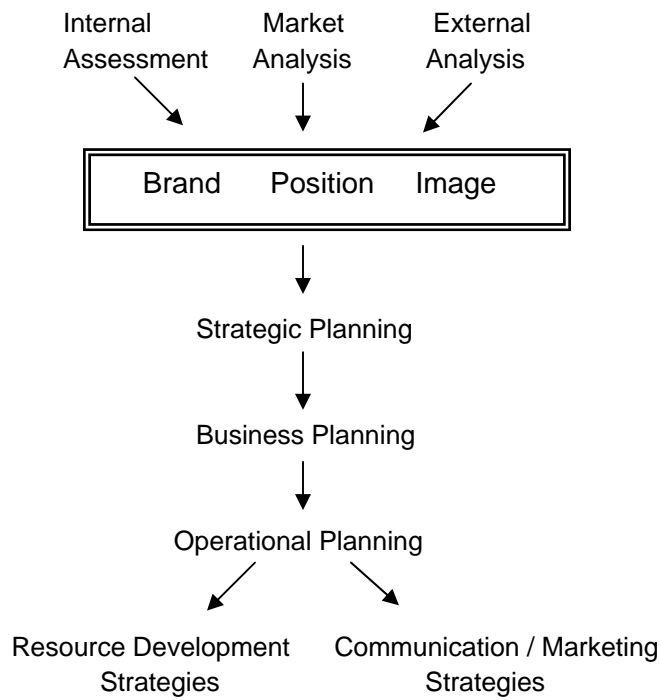 Internal Assessment
Market Analysis
External Analysis
Brand Position Image
Strategic Planning
Business Planning
Operational Planning
Resource Development Strategies
Communication / Marketing Strategies